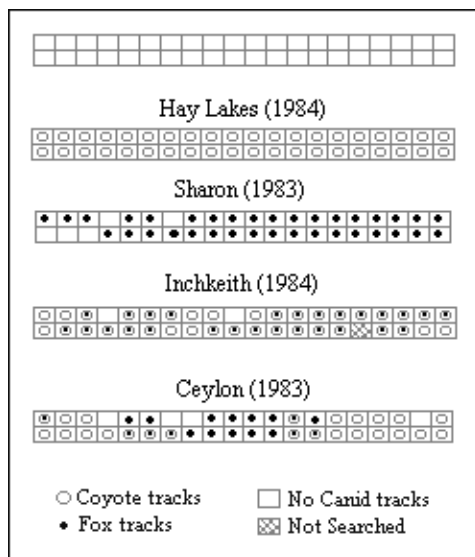 Hay Lakes (1984)
Sharon (1983)
Inchkeith (1984)
Ceylon (1983)
Coyote tracks
No Canid tracks
Fox tracks
Not Searched